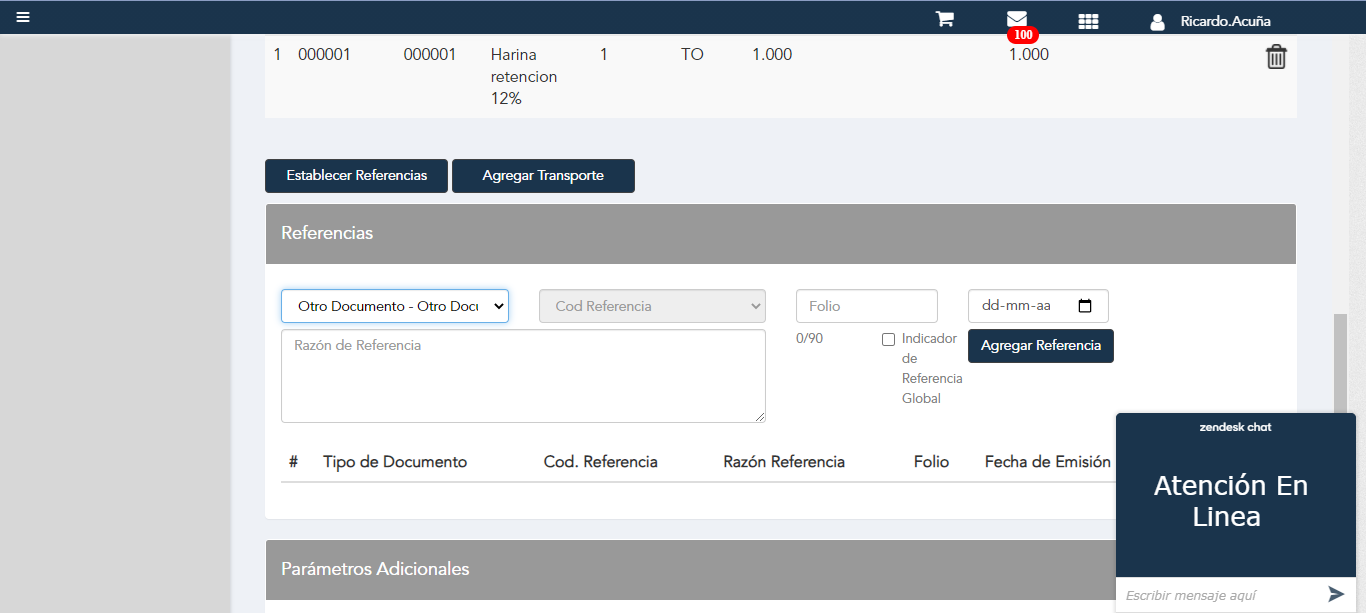 Ricardo.Acuña
100
1 000001 000001 Harina 1 TO 1.000 1.000
retencion
12%
Establecer Referencias Agregar Transporte
Referencias
Otro Documento - Otro Docu Cod Referencia Folio dd-mm-aa
Razón de Referencia 0/90 Indicador Agregar Referencia
de
Referencia
Global
# Tipo de Documento Cod. Referencia Razón Referencia Folio Fecha de Emisión
zendesk chat
Atención En
Linea
Parámetros Adicionales
Escribir mensaje aquí